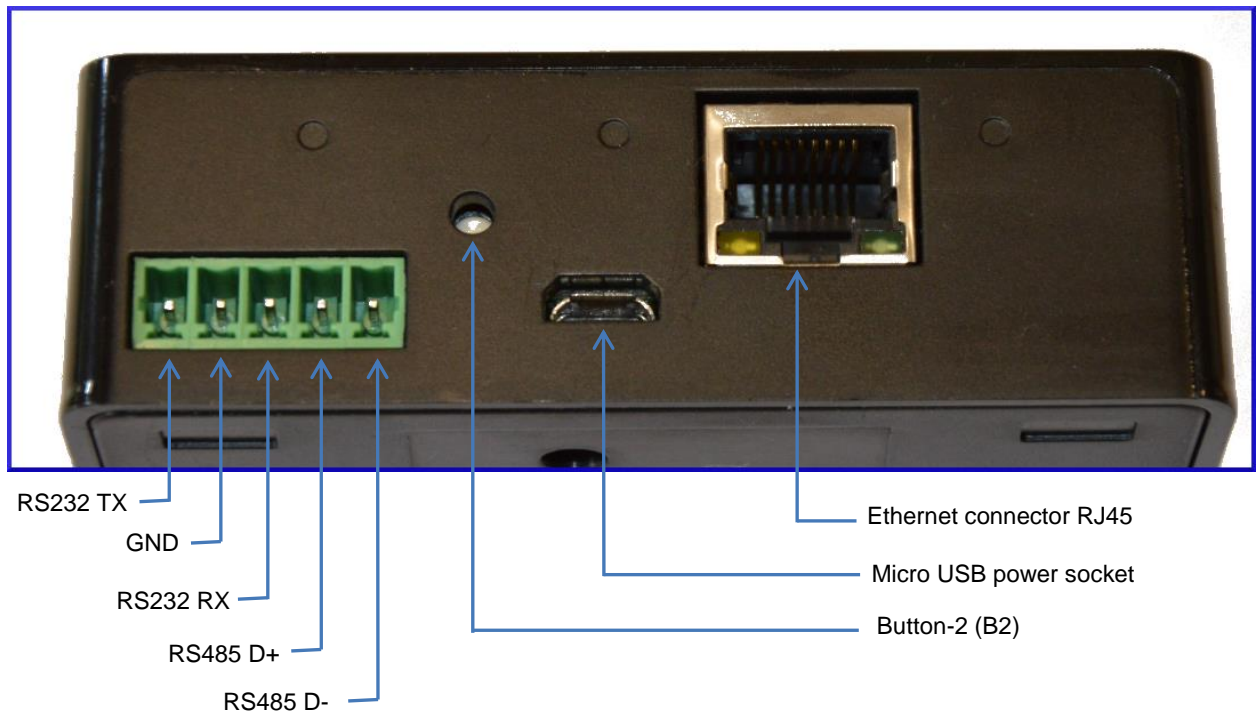 RS232 TX
GND
RS232 RX
RS485 D+
RS485 D-
Ethernet connector RJ45
Micro USB power socket
Button-2 (B2)